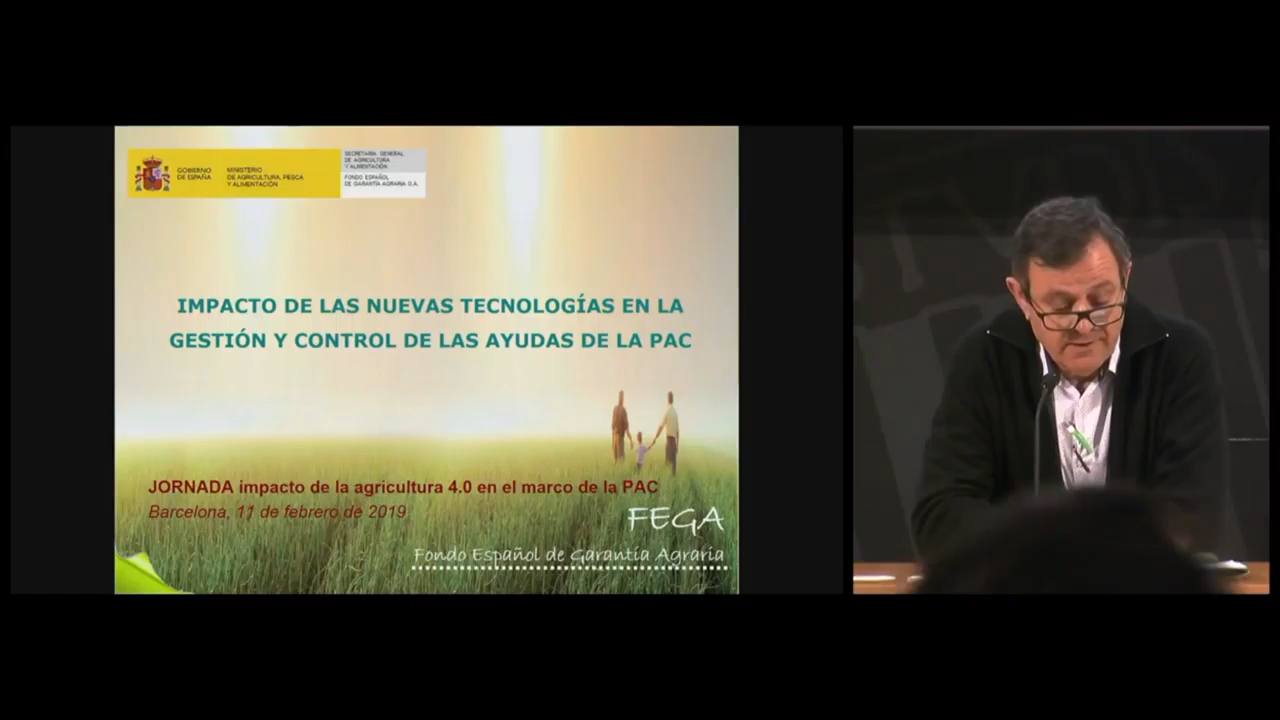 GOBIERNO
DE ESPAÑA
MINISTERIO
DE AGRICULTURA, PESCA
Y ALIMENTACIÓN
SECRETARÍA GENERAL
DE AGRICULTURA
Y ALIMENTACIÓN
FONDO ESPAÑOL
DE GARANTÍA AGRARIA O.A.
IMPACTO DE LAS NUEVAS TECNOLOGÍAS EN LA
GESTIÓN Y CONTROL DE LAS AYUDAS DE LA PAC
JORNADA impacto de la agricultura 4.0 en el marco de la PAC
Barcelona, 11 de febrero de 2019
FEGA
Fondo Español de Garantía Agraria